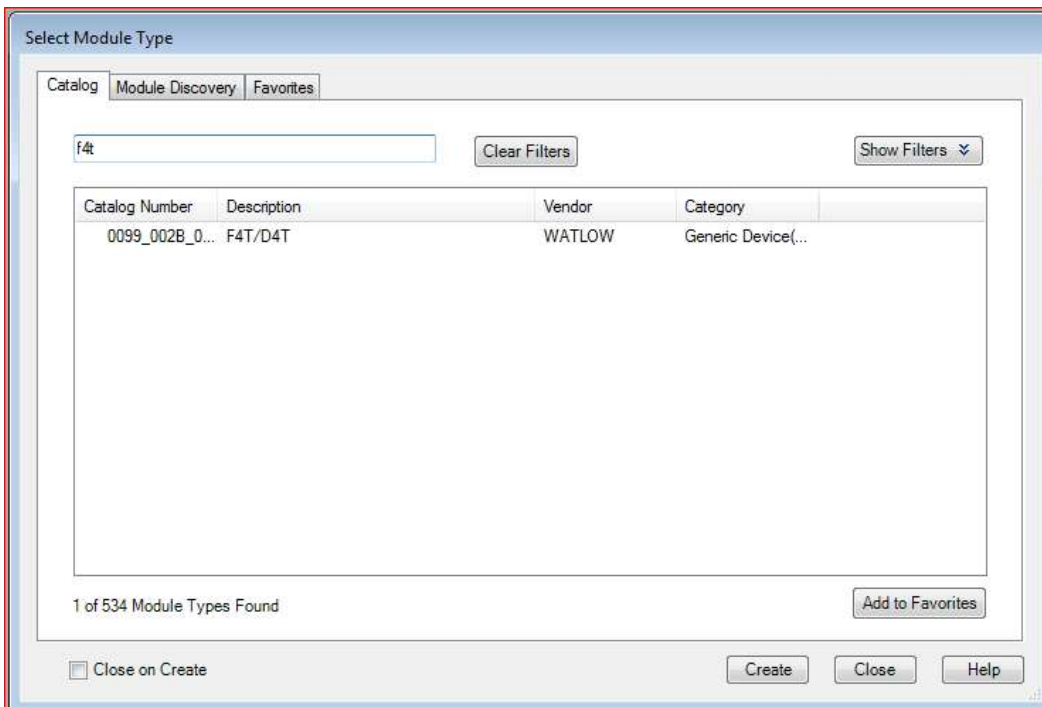 Select Module Type
Catalog Module Discovery Favorites
f4t Clear Filters Show Filters
Catalog Number Description Vendor Category
0099_002B_0... F4T/D4T WATLOW Generic Device(...
1 of 534 Module Types Found Add to Favorites
Close on Create Create Close Help